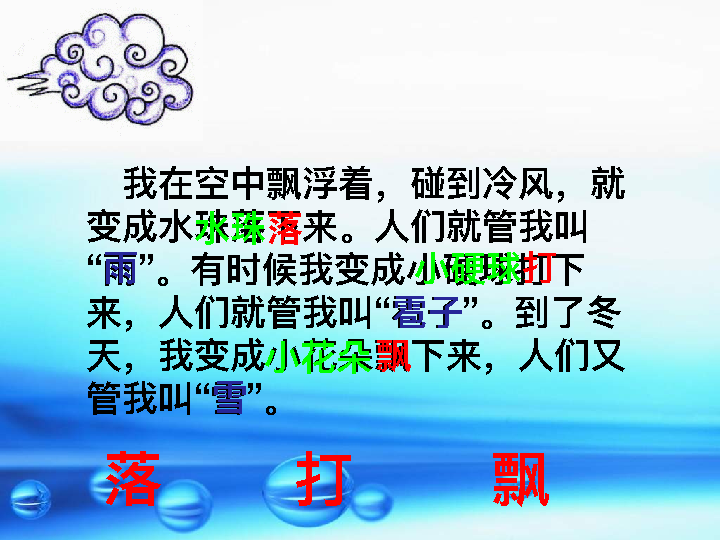 我在空中飘浮着，碰到冷风，就
变成水珠落下来。人们就管我叫
“雨”。有时候我变成小硬球打下
来，人们就管我叫“雹子”。到了冬
天，我变成小花朵飘下来，人们又
管我叫“雪”。
落 打 飘